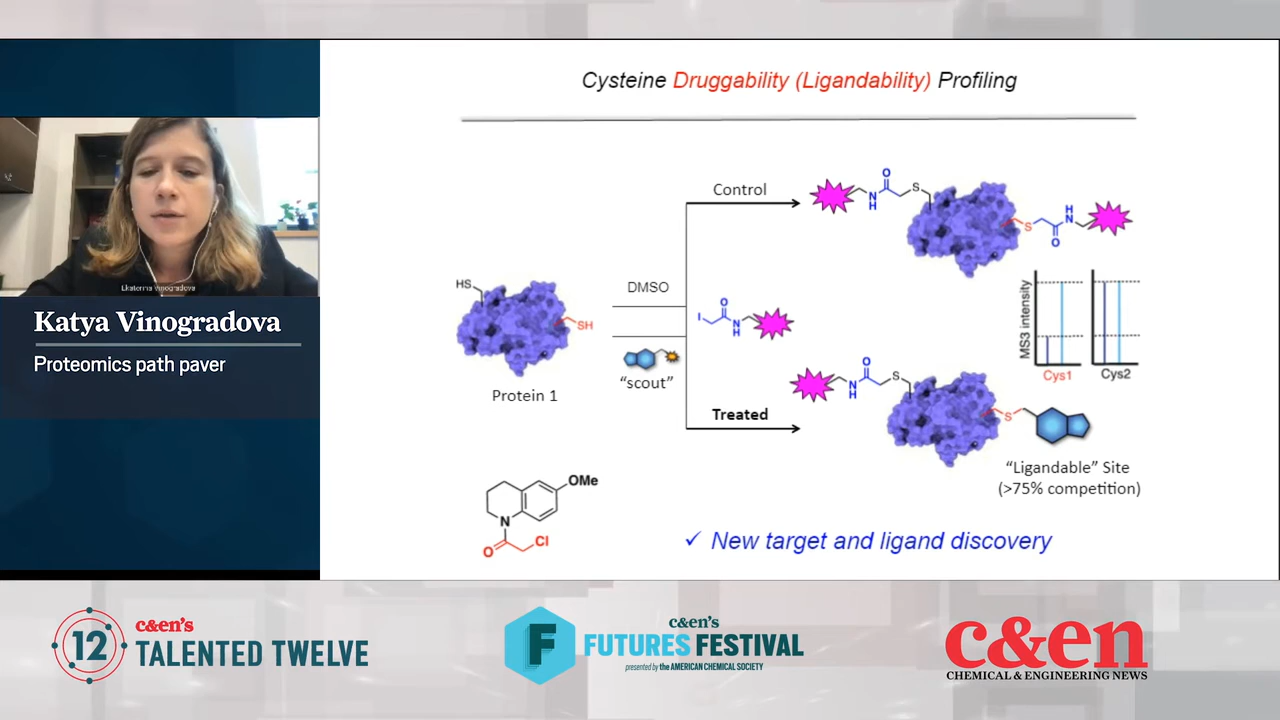 Cysteine Druggability (Ligandability) Profiling
Ekaterina Vinogradova
Katya Vinogradova
Proteomics path paver
HS
SH
Protein 1
DMSO
"scout"
I
O
N
H
Control
Treated
O
N
H
S
S
O
H
N
MS3 intensity
Cys1
Cys2
O
N
H
S
S
"Ligandable" Site
(>75% competition)
OMe
N
O
Cl
✓ New target and ligand discovery
12
c&en's
TALENTED TWELVE
F
c&en's
FUTURES FESTIVAL
presented by the AMERICAN CHEMICAL SOCIETY
c&en
CHEMICAL & ENGINEERING NEWS